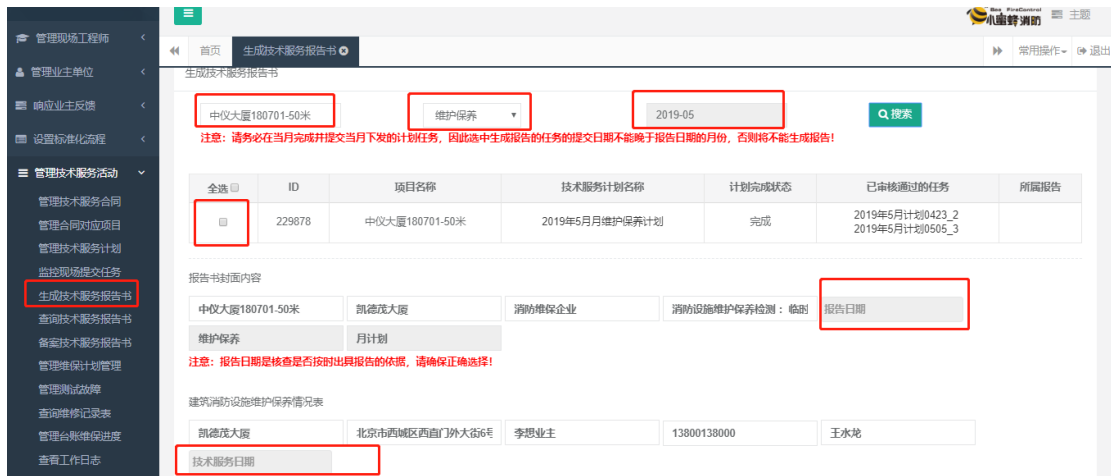 Bee FireControl
小蜜蜂消防
主题
管理现场工程师
首页
生成技术服务报告书
常用操作
退出
管理业主单位
生成技术服务报告书
响应业主反馈
中仪大厦180701-50米
维护保养
2019-05
搜索
设置标准化流程
注意：请务必在当月完成并提交当月下发的计划任务，因此选中生成报告的任务的提交日期不能晚于报告日期的月份，否则将不能生成报告！
管理技术服务活动
管理技术服务合同
管理合同对应项目
管理技术服务计划
监控现场提交任务
生成技术服务报告书
查询技术服务报告书
备案技术服务报告书
管理维保计划管理
管理测试故障
查询维修记录表
管理台账维保进度
查看工作日志
全选 ID 项目名称 技术服务计划名称 计划完成状态 已审核通过的任务 所属报告
229878 中仪大厦180701-50米 2019年5月月维护保养计划 完成 2019年5月计划0423_2
2019年5月计划0505_3
报告书封面内容
中仪大厦180701-50米 凯德茂大厦 消防维保企业 消防设施维护保养检测：临时 报告日期
维护保养 月计划
注意：报告日期是核查是否按时出具报告的依据，请确保正确选择！
建筑消防设施维护保养情况表
凯德茂大厦 北京市西城区西直门外大街6号 李想业主 13800138000 王水龙
技术服务日期